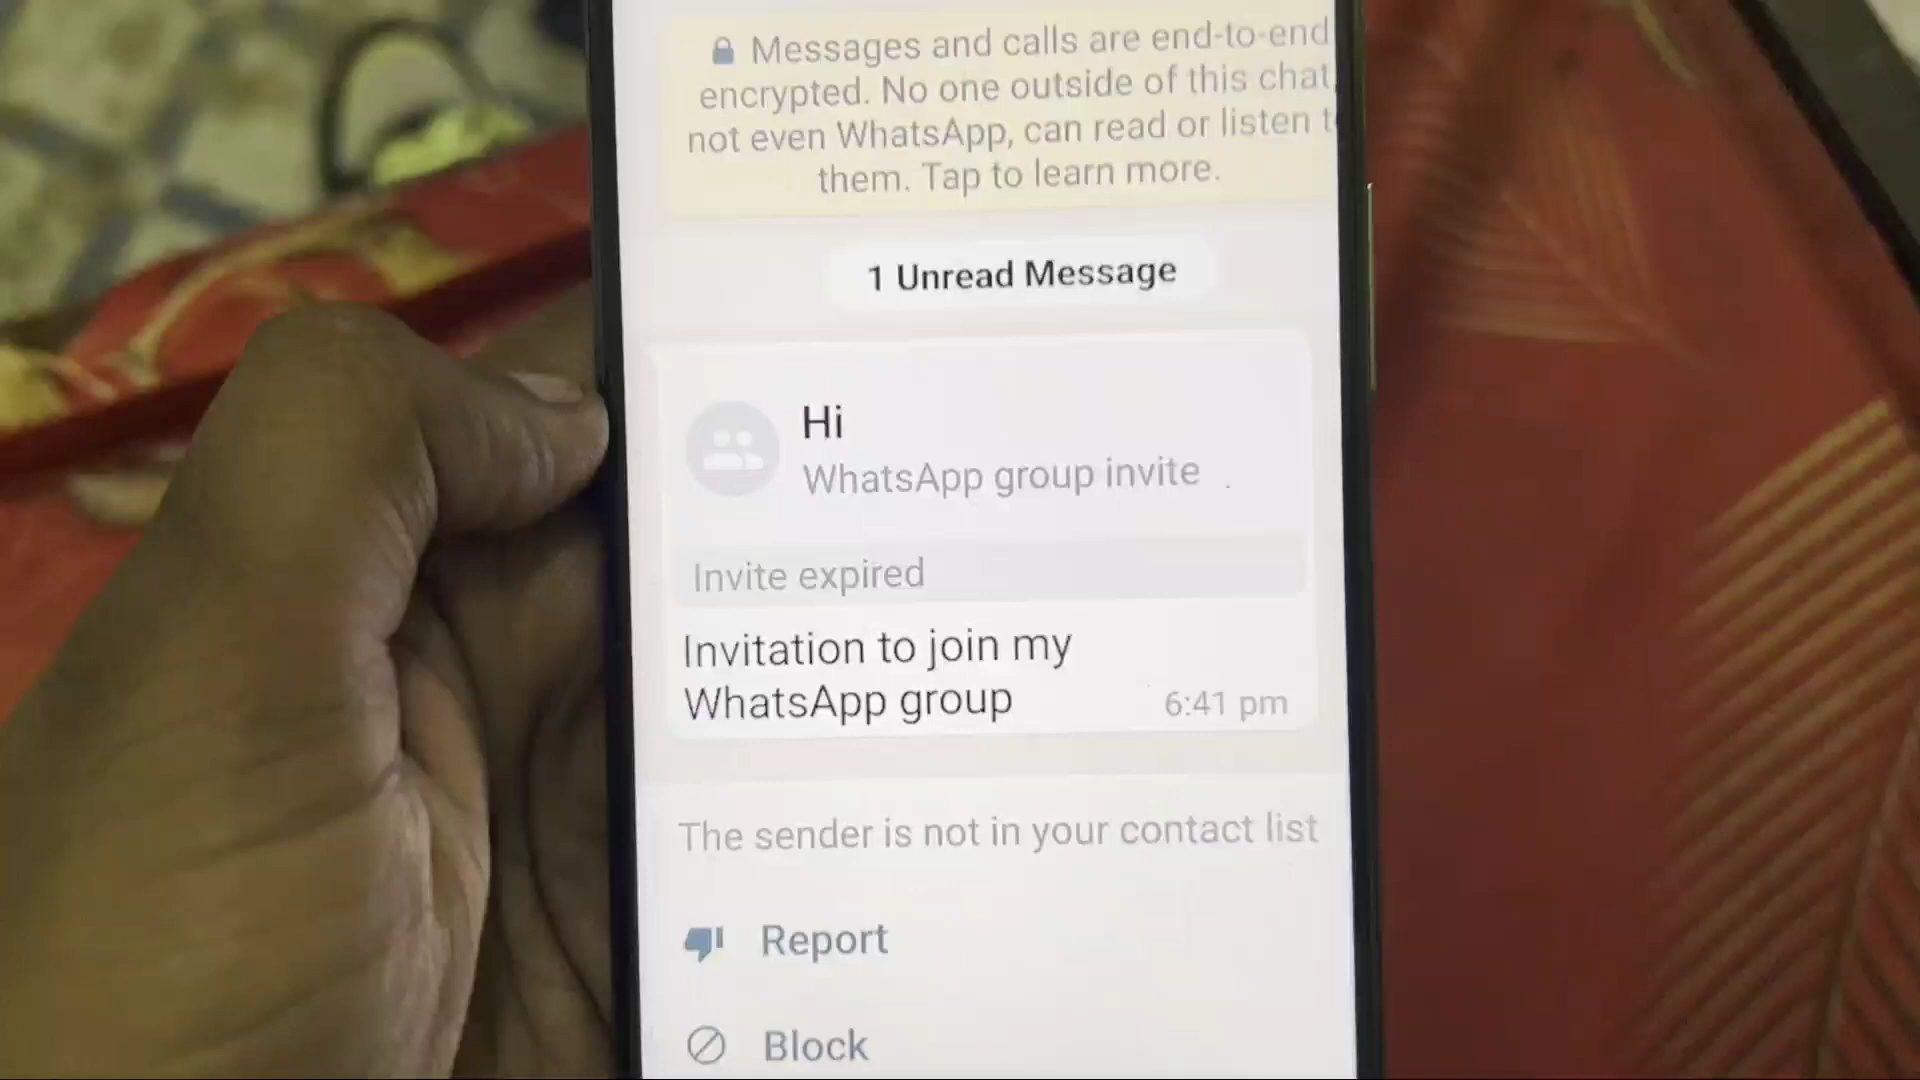 Messages and calls are end-to-end
encrypted. No one outside of this chat,
not even WhatsApp, can read or listen to
them. Tap to learn more.
1 Unread Message
Hi
WhatsApp group invite
Invite expired
Invitation to join my
WhatsApp group
6:41 pm
The sender is not in your contact list
Report
Block